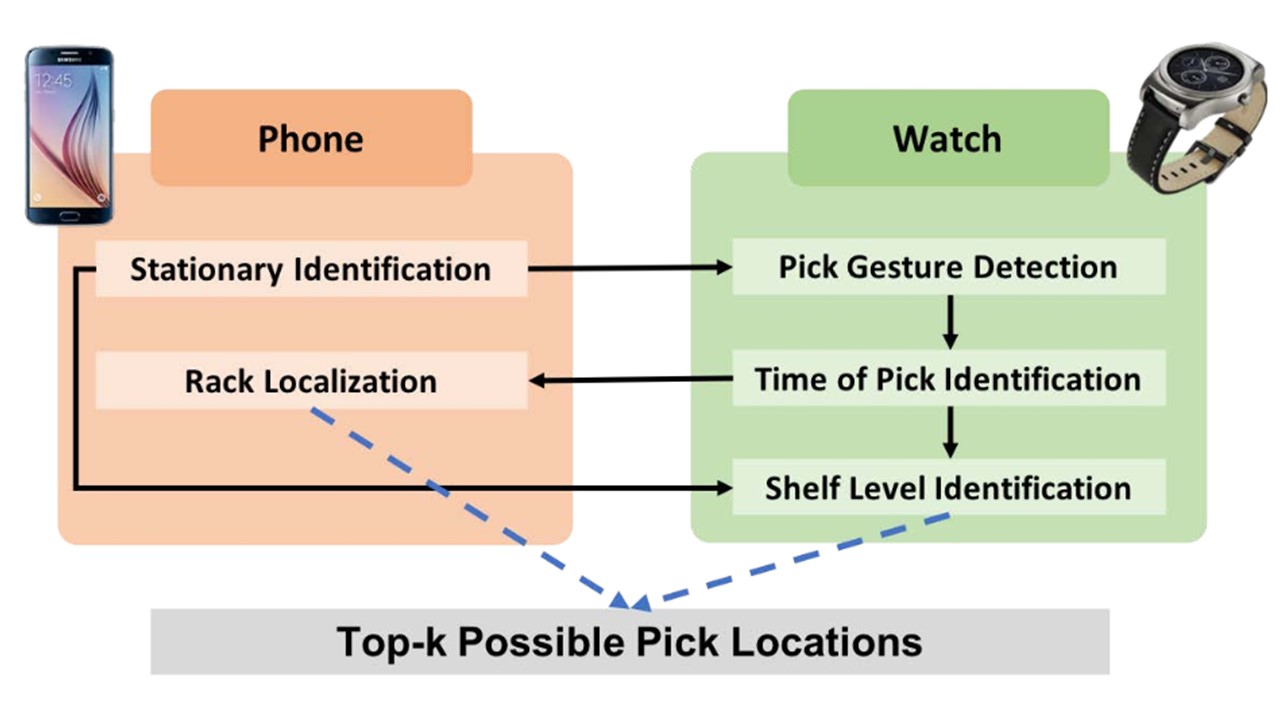 SAMSUNG
12:45
Phone
Watch
Stationary Identification
Pick Gesture Detection
Rack Localization
Time of Pick Identification
Shelf Level Identification
Top-k Possible Pick Locations